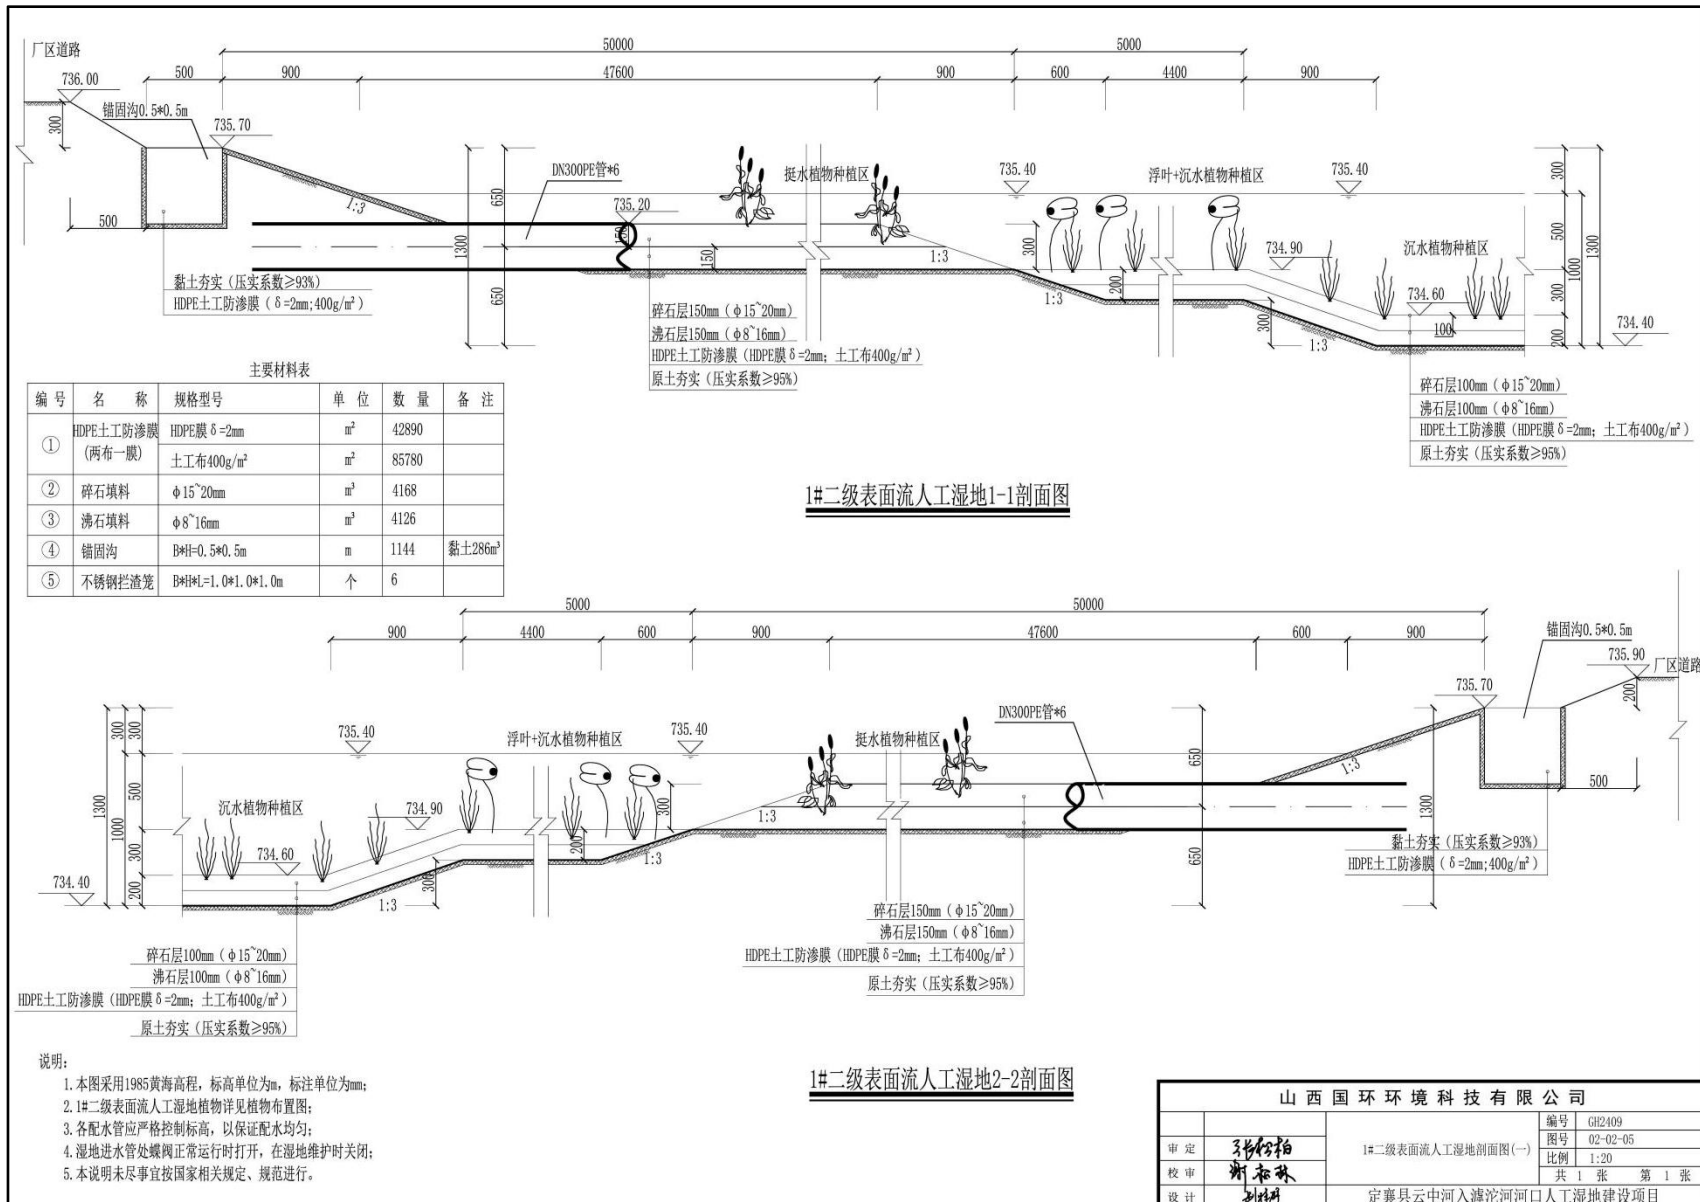 厂区道路
50000
5000
500
900
47600
900
600
4400
900
736.00
锚固沟0.5*0.5m
300
735.70
DN300PE管*6
挺水植物种植区
735.40
浮叶+沉水植物种植区
735.40
300
650
1:3
735.20
500
150
1300
150
1:3
300
734.90
沉水植物种植区
500
1000
1300
650
200
1:3
300
734.60
300
100
1:3
200
734.40
黏土夯实(压实系数≥93%)
HDPE土工防渗膜(δ=2mm;400g/m²)
碎石层150mm(φ15~20mm)
沸石层150mm(φ8~16mm)
HDPE土工防渗膜(HDPE膜δ=2mm; 土工布400g/m²)
原土夯实(压实系数≥95%)
碎石层100mm(φ15~20mm)
沸石层100mm(φ8~16mm)
HDPE土工防渗膜(HDPE膜δ=2mm; 土工布400g/m²)
原土夯实(压实系数≥95%)
主要材料表
编号 名称 规格型号 单位 数量 备注
① HDPE土工防渗膜(两布一膜) HDPE膜δ=2mm m² 42890
土工布400g/m² m² 85780
② 碎石填料 φ15~20mm m³ 4168
③ 沸石填料 φ8~16mm m³ 4126
④ 锚固沟 B*H=0.5*0.5m m 1144 黏土286m³
⑤ 不锈钢拦渣笼 B*H*L=1.0*1.0*1.0m 个 6
1#二级表面流人工湿地1-1剖面图
5000
50000
900
4400
600
900
47600
600
900
锚固沟0.5*0.5m
735.90
厂区道路
200
735.70
DN300PE管*6
735.40
浮叶+沉水植物种植区
735.40
挺水植物种植区
300
300
650
1:3
500
500
1300
1000
沉水植物种植区
734.90
300
1:3
1300
300
734.60
200
1:3
650
734.40
200
300
1:3
黏土夯实(压实系数≥93%)
HDPE土工防渗膜(δ=2mm;400g/m²)
碎石层150mm(φ15~20mm)
沸石层150mm(φ8~16mm)
HDPE土工防渗膜(HDPE膜δ=2mm; 土工布400g/m²)
原土夯实(压实系数≥95%)
碎石层100mm(φ15~20mm)
沸石层100mm(φ8~16mm)
HDPE土工防渗膜(HDPE膜δ=2mm; 土工布400g/m²)
原土夯实(压实系数≥95%)
1#二级表面流人工湿地2-2剖面图
说明:
1.本图采用1985黄海高程,标高单位为m,标注单位为mm;
2.1#二级表面流人工湿地植物详见植物布置图;
3.各配水管应严格控制标高,以保证配水均匀;
4.湿地进水管处蝶阀正常运行时打开,在湿地维护时关闭;
5.本说明未尽事宜按国家相关规定、规范进行。
山西国环环境科技有限公司
编号 GH2409
审定 张松柏 1#二级表面流人工湿地剖面图(一) 图号 02-02-05
比例 1:20
校审 共 1 张 第 1 张
设计 定襄县云中河入滹沱河河口人工湿地建设项目